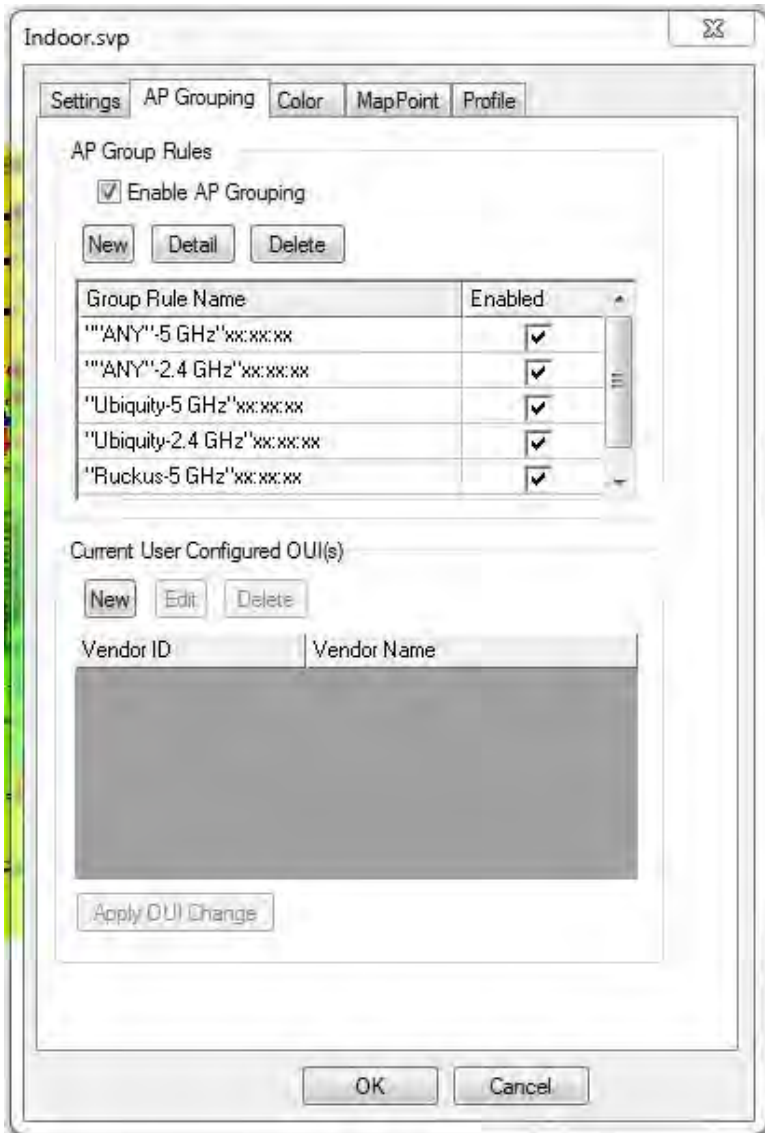 Indoor.svp
Settings AP Grouping Color MapPoint Profile
AP Group Rules
Enable AP Grouping
New Detail Delete
Group Rule Name Enabled
""ANY"-5 GHz"xx:xx:xx
""ANY"-2.4 GHz"xx:xx:xx
"Ubiquity-5 GHz"xx:xx:xx
"Ubiquity-2.4 GHz"xx:xx:xx
"Ruckus-5 GHz"xx:xx:xx
Current User Configured OUI(s)
New Edit Delete
Vendor ID Vendor Name
Apply OUI Change
OK Cancel